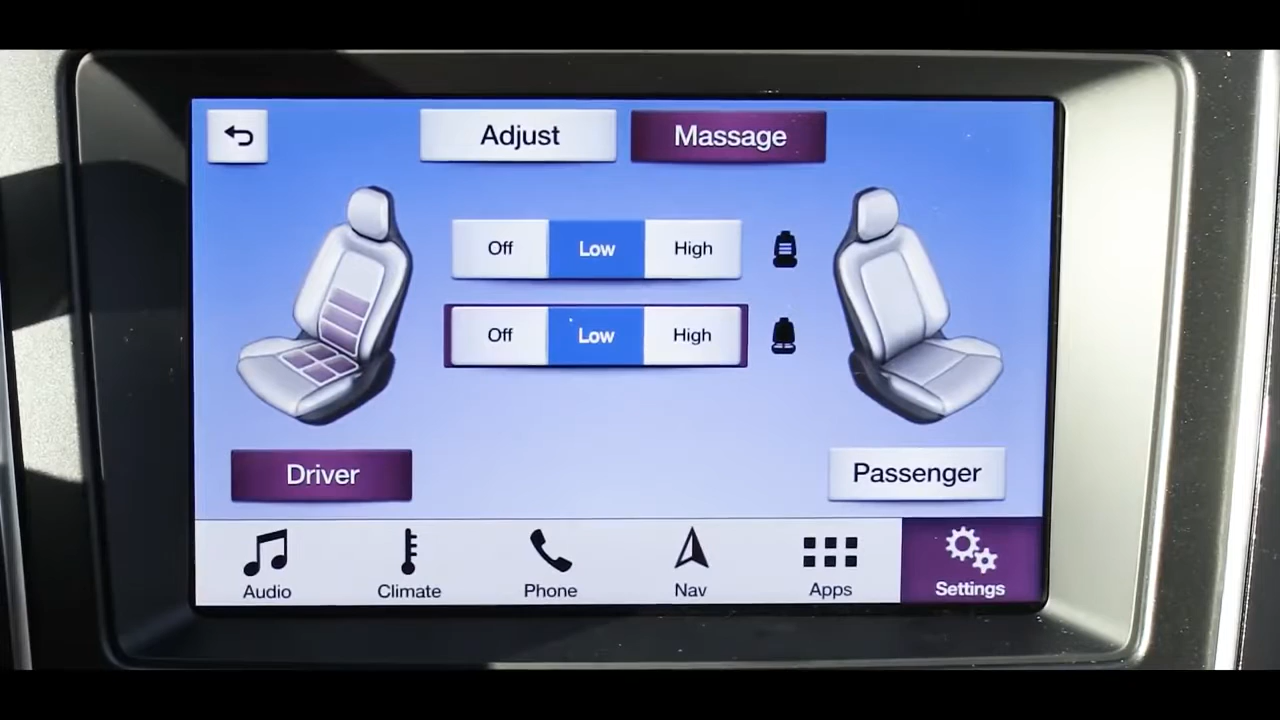 Adjust
Massage
Off Low High
Off Low High
Driver
Passenger
Audio Climate Phone Nav Apps Settings